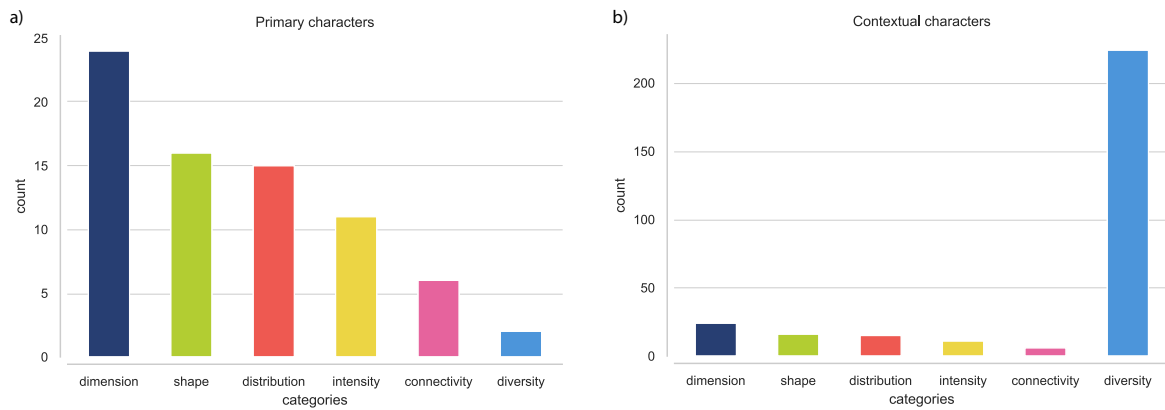 a)
Primary characters
25
20
15
10
5
0
count
dimension shape distribution intensity connectivity diversity
categories
b)
Contextual characters
200
150
100
50
0
count
dimension shape distribution intensity connectivity diversity
categories